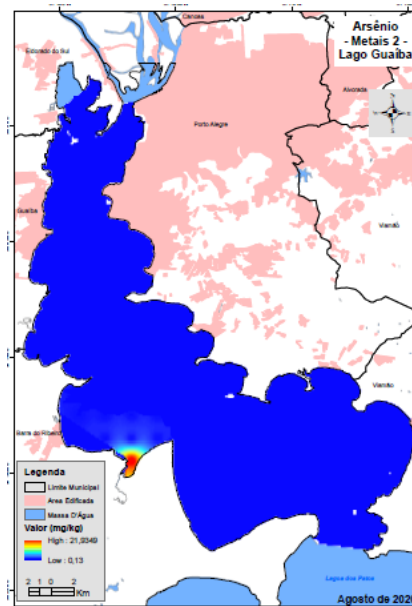 Arsênio
- Metais 2 -
Lago Guaíba
Canoas
Eldorado do Sul
Alvorada
Porto Alegre
Guaíba
Viamão
Viamão
Barra do Ribeiro
Legenda
Limite Municipal
Area Edificada
Massa D'Água
Valor (mg/kg)
High : 21,9349
Low : 0,13
2 1 0 2
Km
Lagoa dos Patos
Agosto de 2020